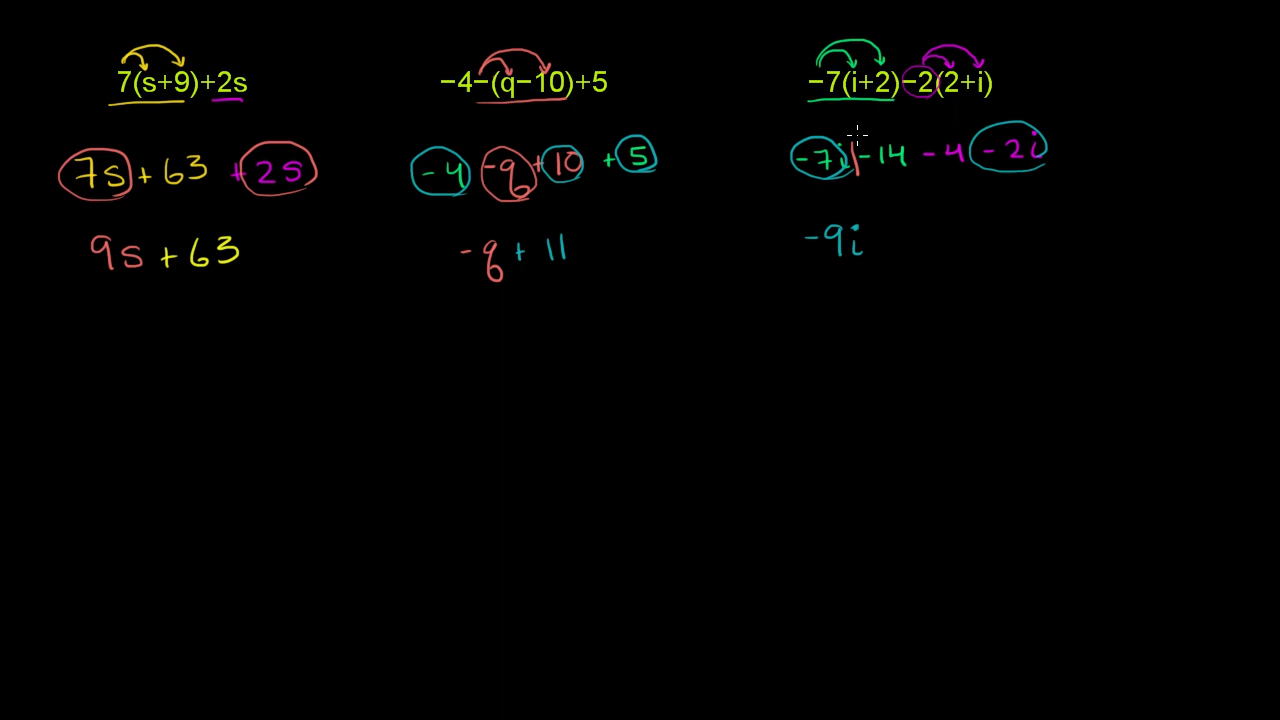 7(s+9)+2s
7s + 63 + 2s
9s + 63
−4−(q−10)+5
-4 -q +10 +5
-q + 11
−7(i+2)−2(2+i)
-7i -14 -4 -2i
-9i